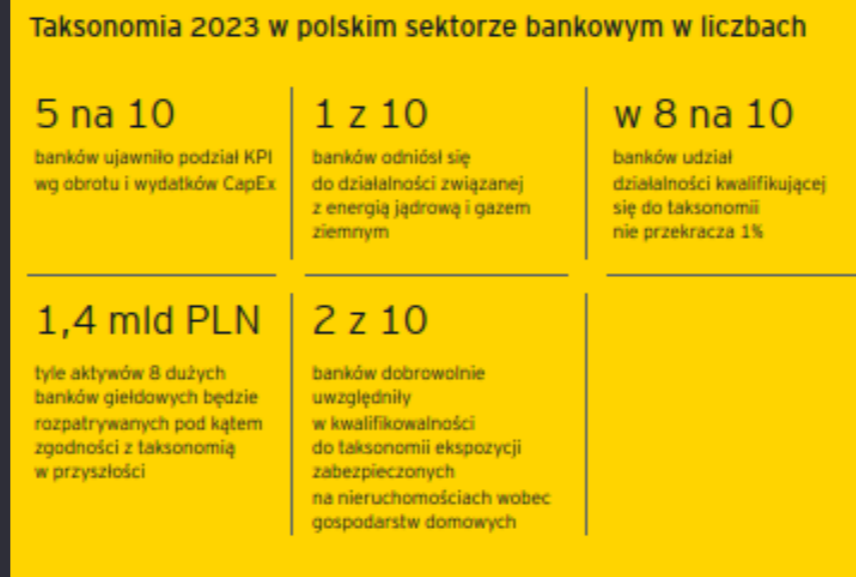 Taksonomia 2023 w polskim sektorze bankowym w liczbach
5 na 10
banków ujawniło podział KPI
wg obrotu i wydatków CapEx
1 z 10
banków odniósł się
do działalności związanej
z energią jądrową i gazem
ziemnym
w 8 na 10
banków udział
działalności kwalifikującej
się do taksonomii
nie przekracza 1%
1,4 mld PLN
tyle aktywów 8 dużych
banków giełdowych będzie
rozpatrywanych pod kątem
zgodności z taksonomią
w przyszłości
2 z 10
banków dobrowolnie
uwzględniły
w kwalifikowalności
do taksonomii ekspozycji
zabezpieczonych
na nieruchomościach wobec
gospodarstw domowych